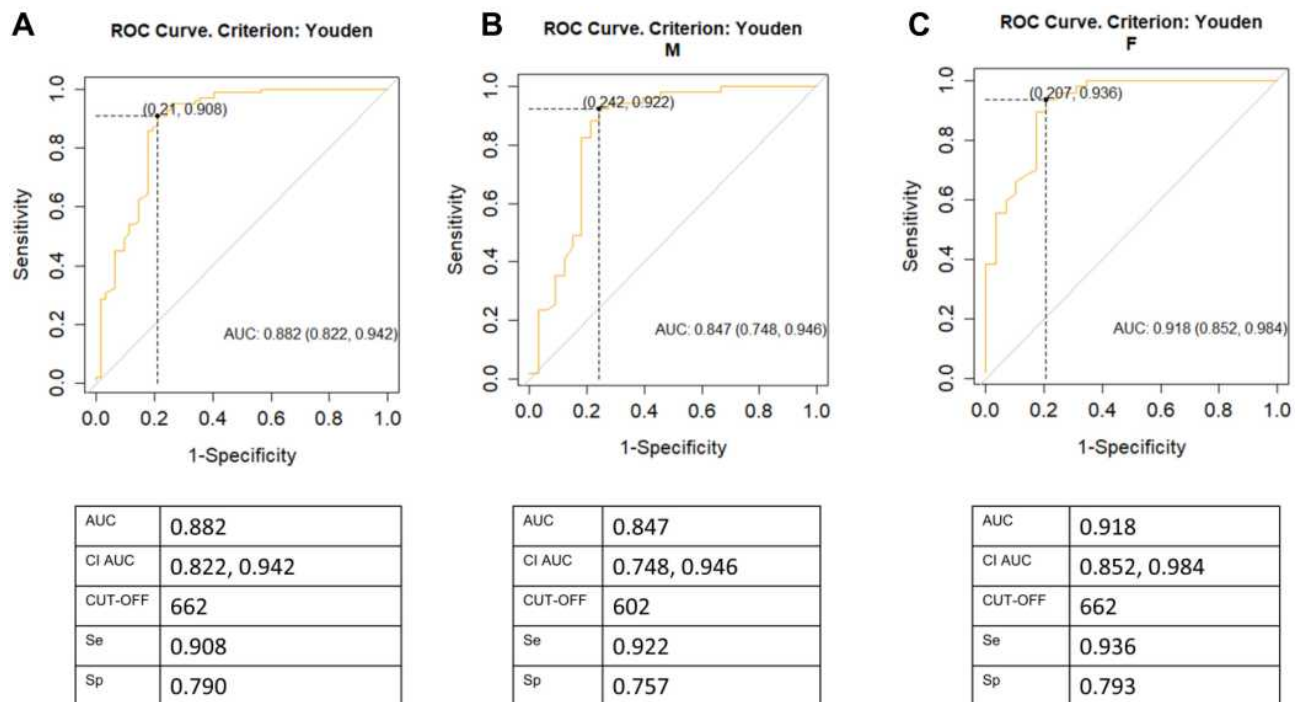 A
ROC Curve. Criterion: Youden
1.0
0.8
0.6
0.4
0.2
0.0
Sensitivity
(0.21, 0.908)
AUC: 0.882 (0.822, 0.942)
0.0 0.2 0.4 0.6 0.8 1.0
1-Specificity
AUC 0.882
CI AUC 0.822, 0.942
CUT-OFF 662
Se 0.908
Sp 0.790
B
ROC Curve. Criterion: Youden
M
1.0
0.8
0.6
0.4
0.2
0.0
Sensitivity
(0.242, 0.922)
AUC: 0.847 (0.748, 0.946)
0.0 0.2 0.4 0.6 0.8 1.0
1-Specificity
AUC 0.847
CI AUC 0.748, 0.946
CUT-OFF 602
Se 0.922
Sp 0.757
C
ROC Curve. Criterion: Youden
F
1.0
0.8
0.6
0.4
0.2
0.0
Sensitivity
(0.207, 0.936)
AUC: 0.918 (0.852, 0.984)
0.0 0.2 0.4 0.6 0.8 1.0
1-Specificity
AUC 0.918
CI AUC 0.852, 0.984
CUT-OFF 662
Se 0.936
Sp 0.793